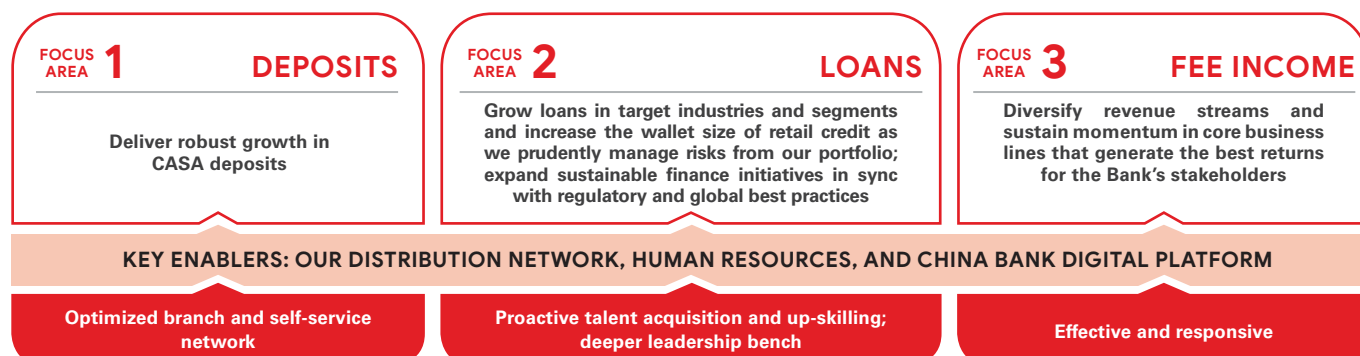 FOCUS AREA 1 DEPOSITS
Deliver robust growth in
CASA deposits
FOCUS AREA 2 LOANS
Grow loans in target industries and segments
and increase the wallet size of retail credit as
we prudently manage risks from our portfolio;
expand sustainable finance initiatives in sync
with regulatory and global best practices
FOCUS AREA 3 FEE INCOME
Diversify revenue streams and
sustain momentum in core business
lines that generate the best returns
for the Bank's stakeholders
KEY ENABLERS: OUR DISTRIBUTION NETWORK, HUMAN RESOURCES, AND CHINA BANK DIGITAL PLATFORM
Optimized branch and self-service
network
Proactive talent acquisition and up-skilling;
deeper leadership bench
Effective and responsive